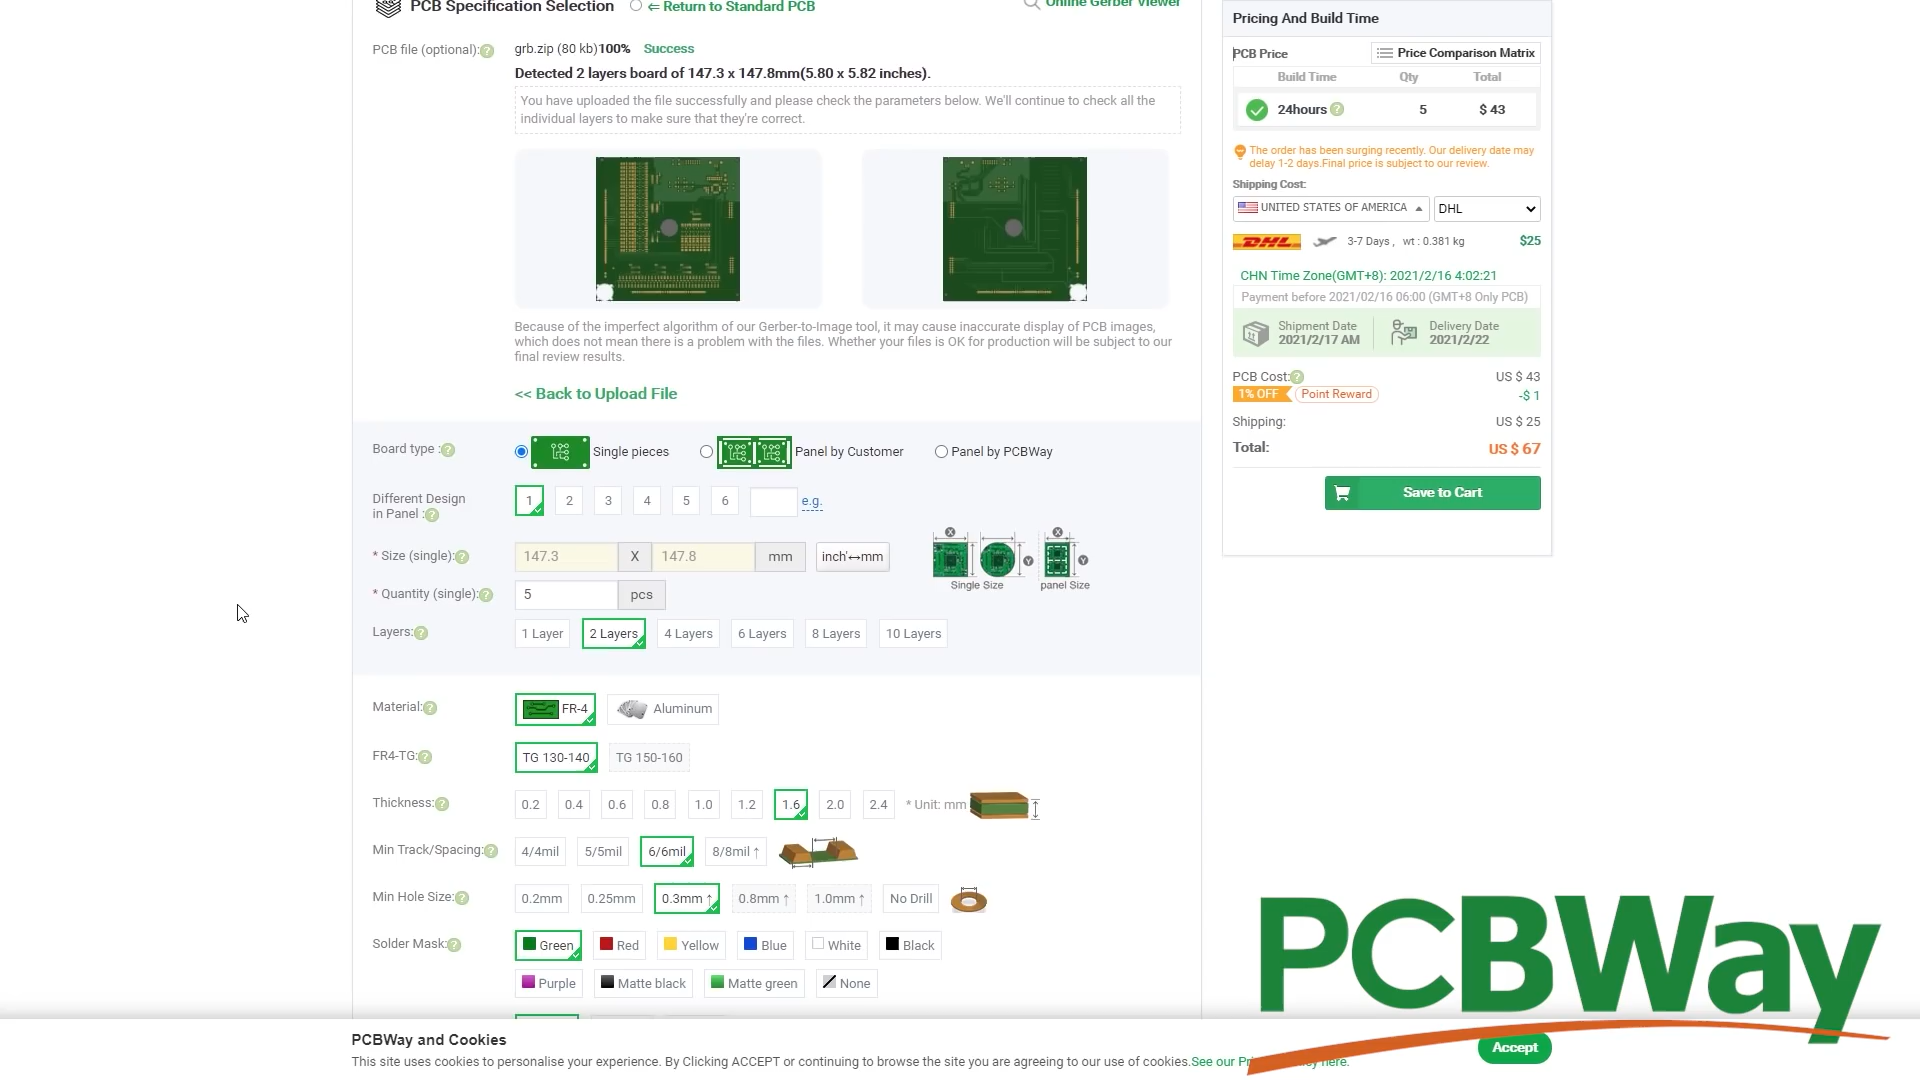 PCB Specification Selection ⇐ Return to Standard PCB Online Gerber Viewer
PCB file (optional): grb.zip (80 kb)100% Success
Detected 2 layers board of 147.3 x 147.8mm(5.80 x 5.82 inches).
You have uploaded the file successfully and please check the parameters below. We'll continue to check all the
individual layers to make sure that they're correct.
Because of the imperfect algorithm of our Gerber-to-Image tool, it may cause inaccurate display of PCB images,
which does not mean there is a problem with the files. Whether your files is OK for production will be subject to our
final review results.
<< Back to Upload File
Board type : Single pieces Panel by Customer Panel by PCBWay
Different Design
in Panel : 1 2 3 4 5 6 e.g.
* Size (single): 147.3 X 147.8 mm inch'↔mm
Single Size panel Size
* Quantity (single): 5 pcs
Layers: 1 Layer 2 Layers 4 Layers 6 Layers 8 Layers 10 Layers
Material: FR-4 Aluminum
FR4-TG: TG 130-140 TG 150-160
Thickness: 0.2 0.4 0.6 0.8 1.0 1.2 1.6 2.0 2.4 * Unit: mm
Min Track/Spacing: 4/4mil 5/5mil 6/6mil 8/8mil ↑
Min Hole Size: 0.2mm 0.25mm 0.3mm ↑ 0.8mm ↑ 1.0mm ↑ No Drill
Solder Mask: Green Red Yellow Blue White Black
Purple Matte black Matte green None
Pricing And Build Time
PCB Price Price Comparison Matrix
Build Time Qty Total
24hours 5 $ 43
The order has been surging recently. Our delivery date may
delay 1-2 days.Final price is subject to our review.
Shipping Cost:
UNITED STATES OF AMERICA DHL
DHL 3-7 Days , wt : 0.381 kg $25
CHN Time Zone(GMT+8): 2021/2/16 4:02:21
Payment before 2021/02/16 06:00 (GMT+8 Only PCB)
Shipment Date Delivery Date
2021/2/17 AM 2021/2/22
PCB Cost: US $ 43
1% OFF Point Reward -$ 1
Shipping: US $ 25
Total: US $ 67
Save to Cart
PCBWay
PCBWay and Cookies
This site uses cookies to personalise your experience. By Clicking ACCEPT or continuing to browse the site you are agreeing to our use of cookies.See our here.
Accept